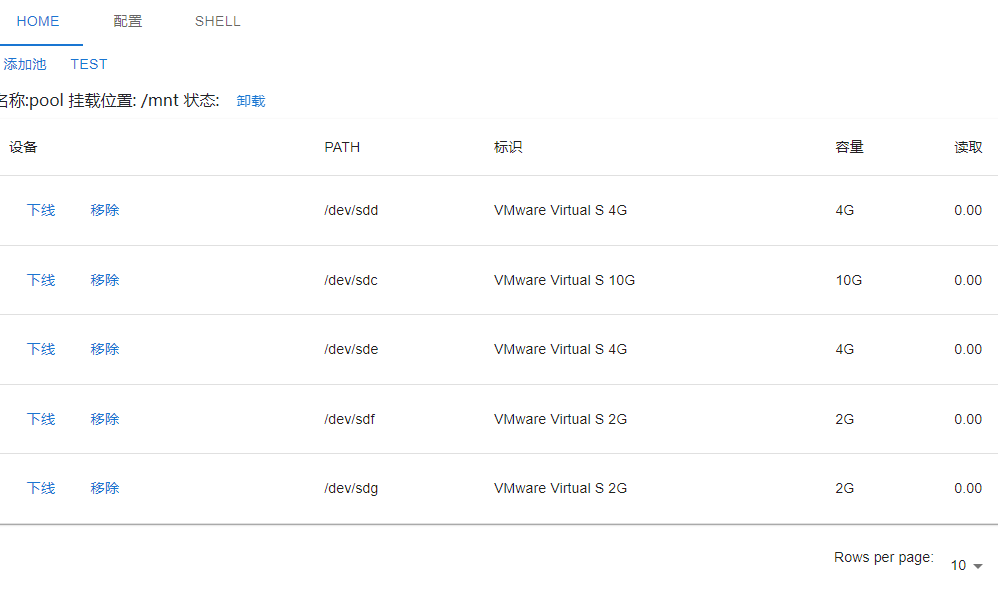 HOME 配置 SHELL
添加池 TEST
名称:pool 挂载位置: /mnt 状态: 卸载
设备 PATH 标识 容量 读取
下线 移除 /dev/sdd VMware Virtual S 4G 4G 0.00
下线 移除 /dev/sdc VMware Virtual S 10G 10G 0.00
下线 移除 /dev/sde VMware Virtual S 4G 4G 0.00
下线 移除 /dev/sdf VMware Virtual S 2G 2G 0.00
下线 移除 /dev/sdg VMware Virtual S 2G 2G 0.00
Rows per page: 10